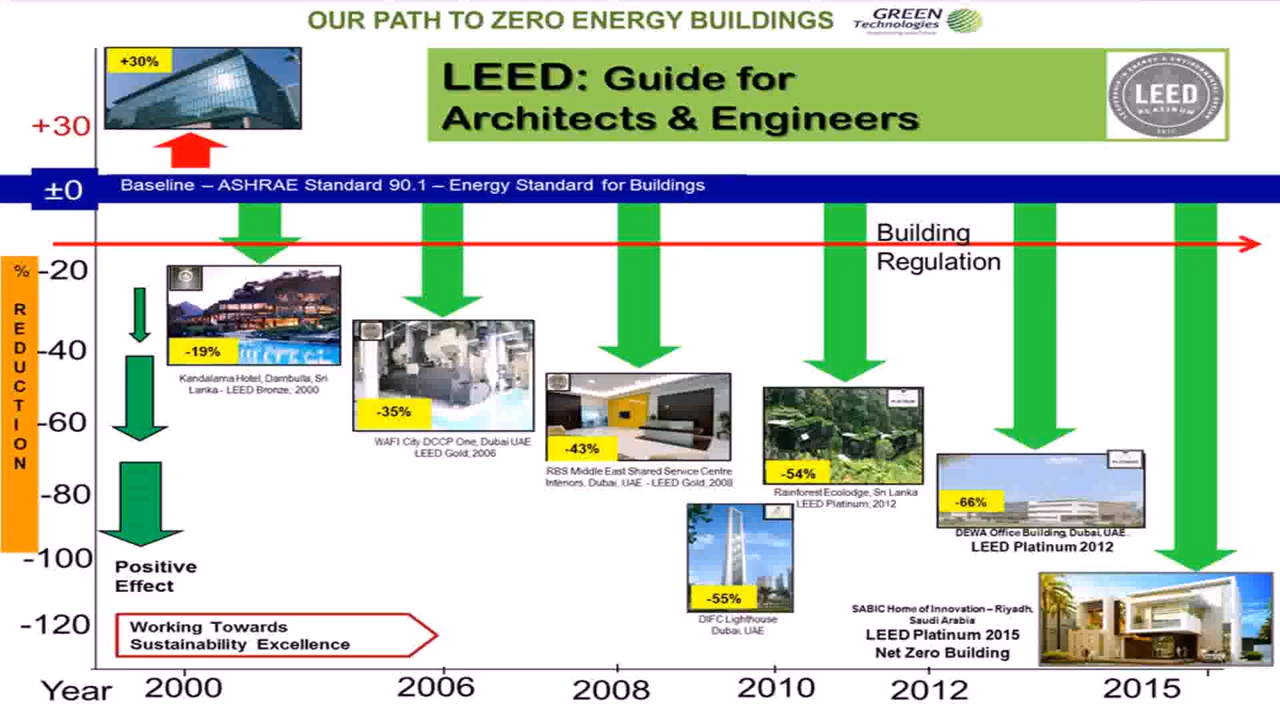 OUR PATH TO ZERO ENERGY BUILDINGS
GREEN
Technologies
+30%
LEED: Guide for
Architects & Engineers
LEED
PLATINUM
+30
±0
Baseline – ASHRAE Standard 90.1 – Energy Standard for Buildings
Building
Regulation
%
REDUCTION
-20
-40
-60
-80
-100
-120
-19%
Kandalama Hotel, Dambulla, Sri
Lanka - LEED Bronze, 2000
-35%
WAFI City DCCP One, Dubai UAE
LEED Gold, 2006
-43%
RBS Middle East Shared Service Centre
Interiors, Dubai, UAE - LEED Gold, 2008
-54%
Rainforest Ecolodge, Sri Lanka
LEED Platinum, 2012
-55%
DIFC Lighthouse
Dubai, UAE
-66%
DEWA Office Building, Dubai, UAE
LEED Platinum 2012
SABIC Home of Innovation – Riyadh,
Saudi Arabia
LEED Platinum 2015
Net Zero Building
Positive
Effect
Working Towards
Sustainability Excellence
Year
2000
2006
2008
2010
2012
2015